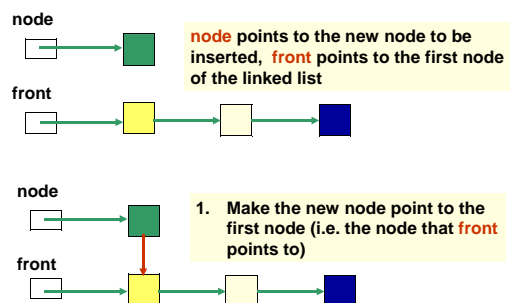 node
node points to the new node to be
inserted, front points to the first node
of the linked list
front
node
1. Make the new node point to the
first node (i.e. the node that front
points to)
front